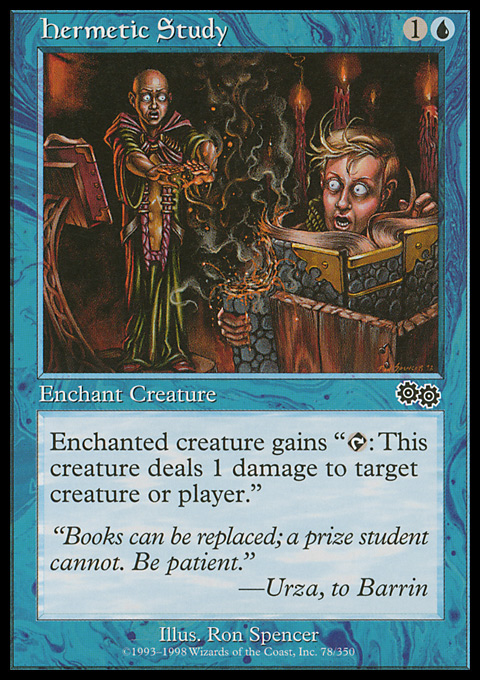 Hermetic Study 1
Enchant Creature
Enchanted creature gains “: This
creature deals 1 damage to target
creature or player.”
“Books can be replaced; a prize student
cannot. Be patient.”
—Urza, to Barrin
Illus. Ron Spencer
©1993–1998 Wizards of the Coast, Inc. 78/350